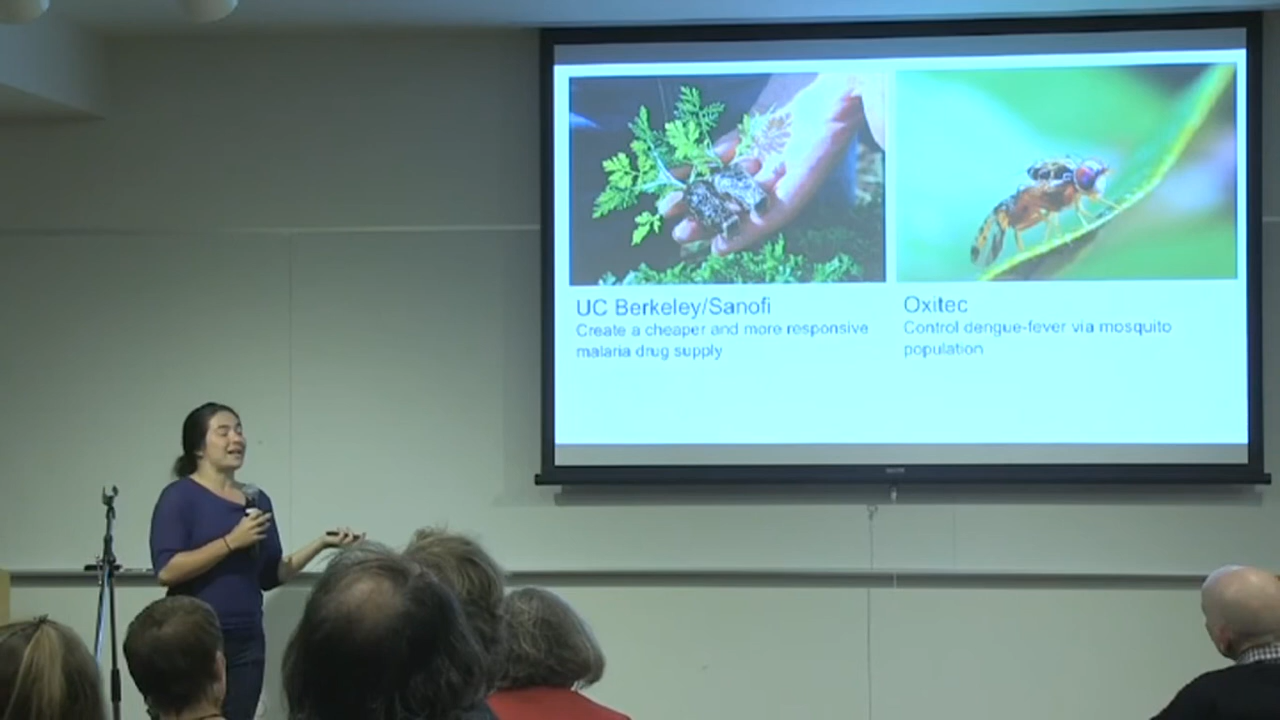 UC Berkeley/Sanofi
Create a cheaper and more responsive
malaria drug supply
Oxitec
Control dengue-fever via mosquito
population